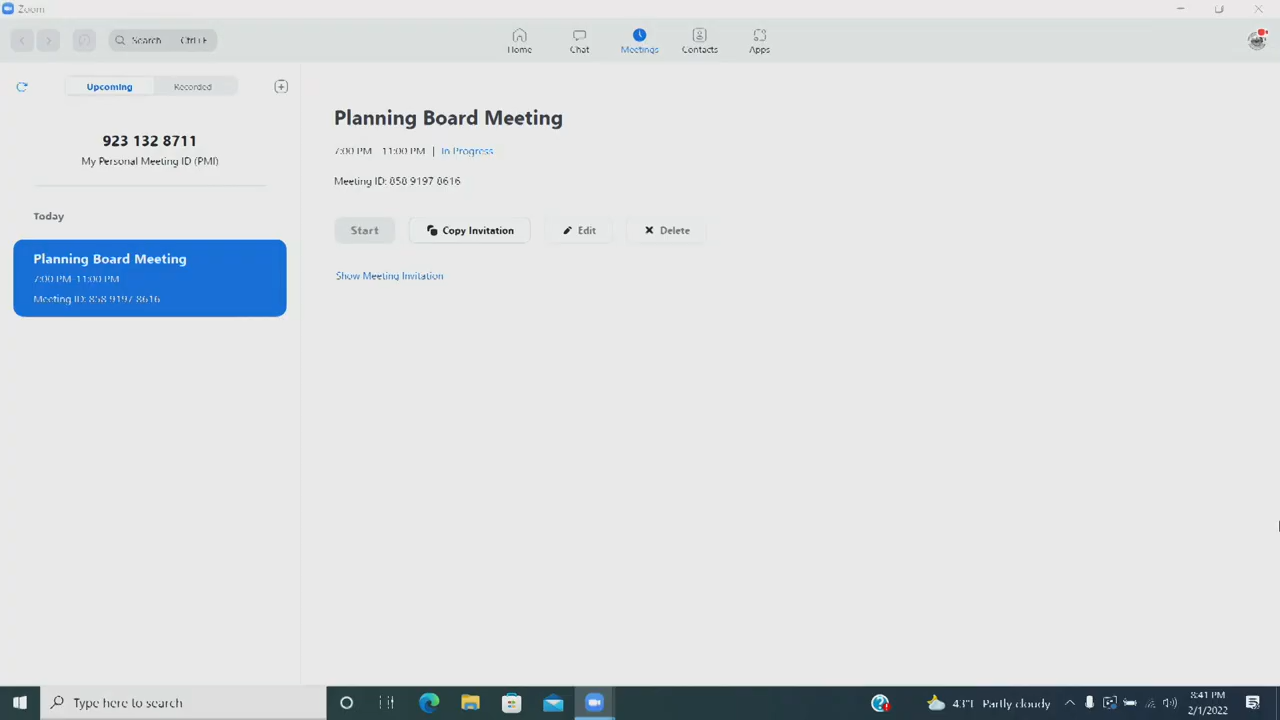 Zoom
Search Ctrl+F
Home
Chat
Meetings
Contacts
Apps
Upcoming
Recorded
923 132 8711
My Personal Meeting ID (PMI)
Today
Planning Board Meeting
7:00 PM-11:00 PM
Meeting ID: 858 9197 8616
Planning Board Meeting
7:00 PM - 11:00 PM | In Progress
Meeting ID: 858 9197 8616
Start
Copy Invitation
Edit
Delete
Show Meeting Invitation
Type here to search
43°F Partly cloudy
8:41 PM
2/1/2022